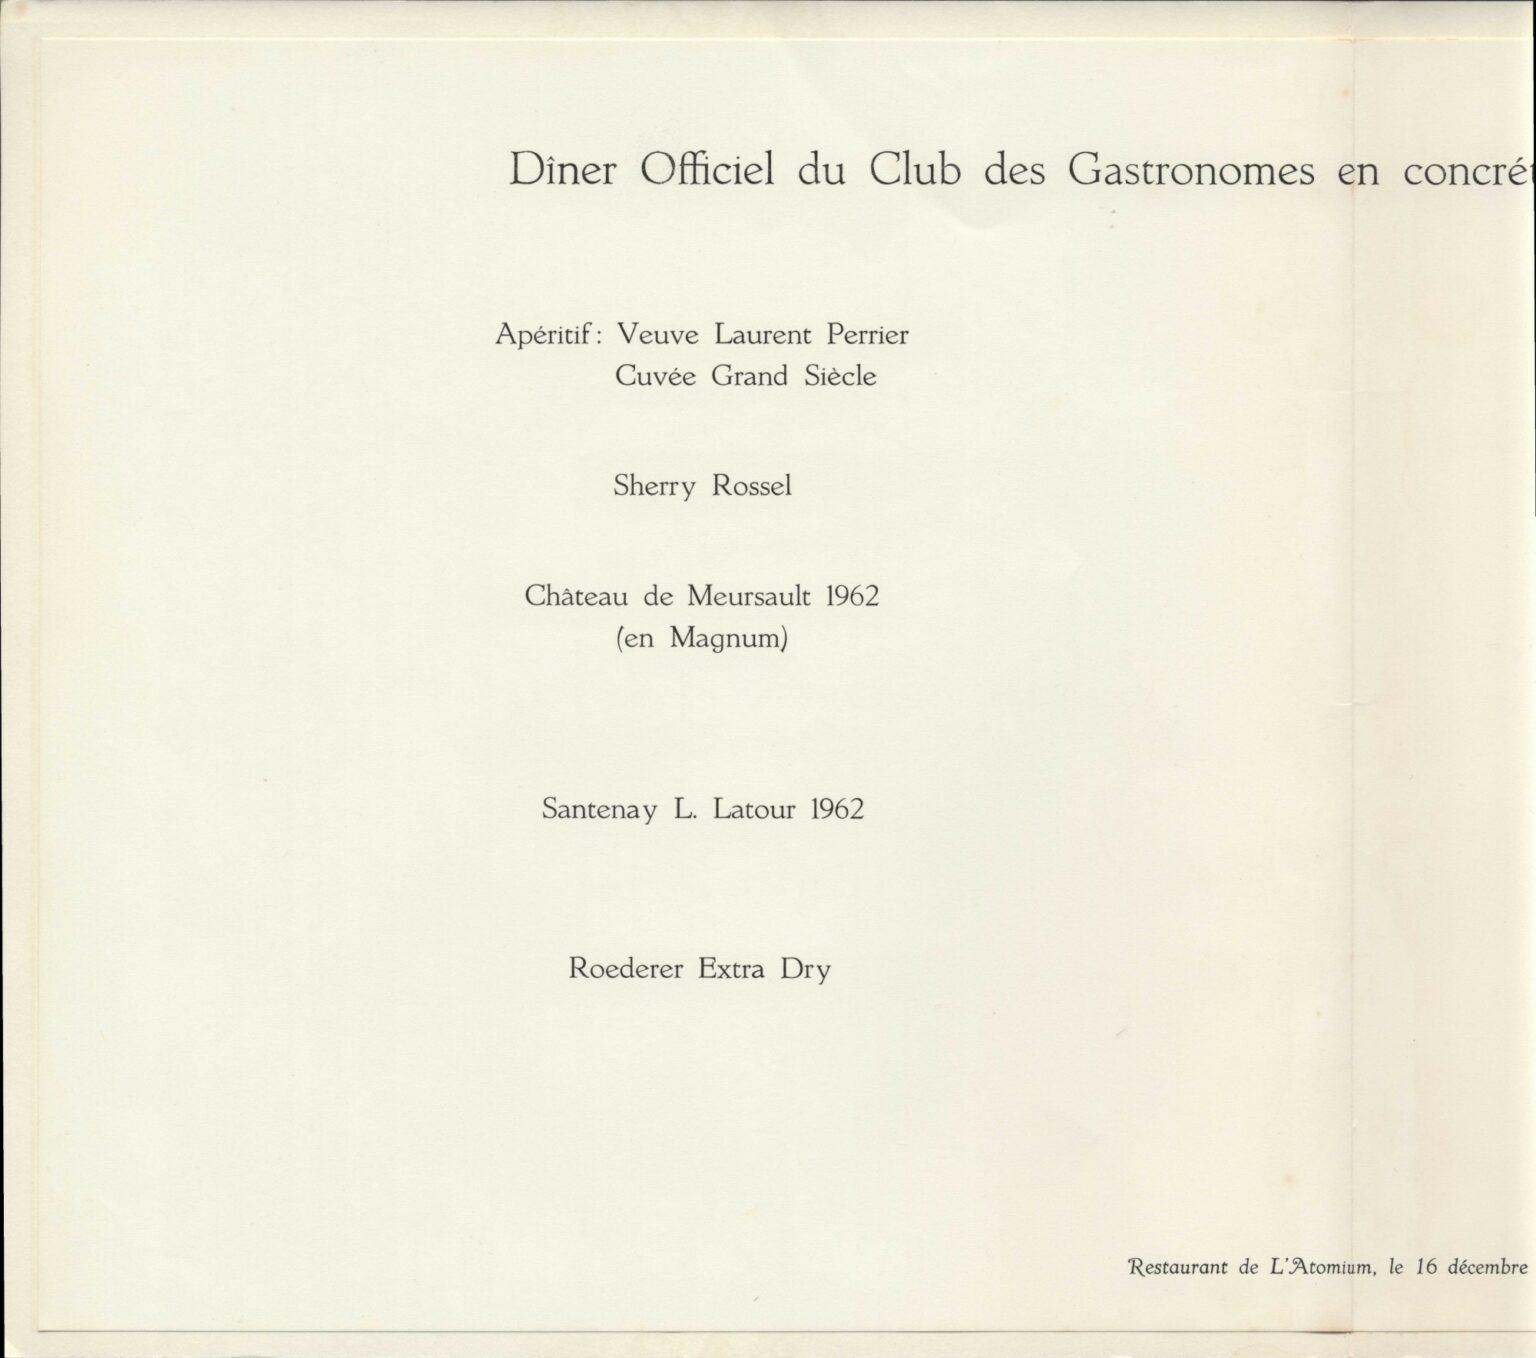 Dîner Officiel du Club des Gastronomes en concrét
Apéritif: Veuve Laurent Perrier
Cuvée Grand Siècle
Sherry Rossel
Château de Meursault 1962
(en Magnum)
Santenay L. Latour 1962
Roederer Extra Dry
Restaurant de L'Atomium, le 16 décembre